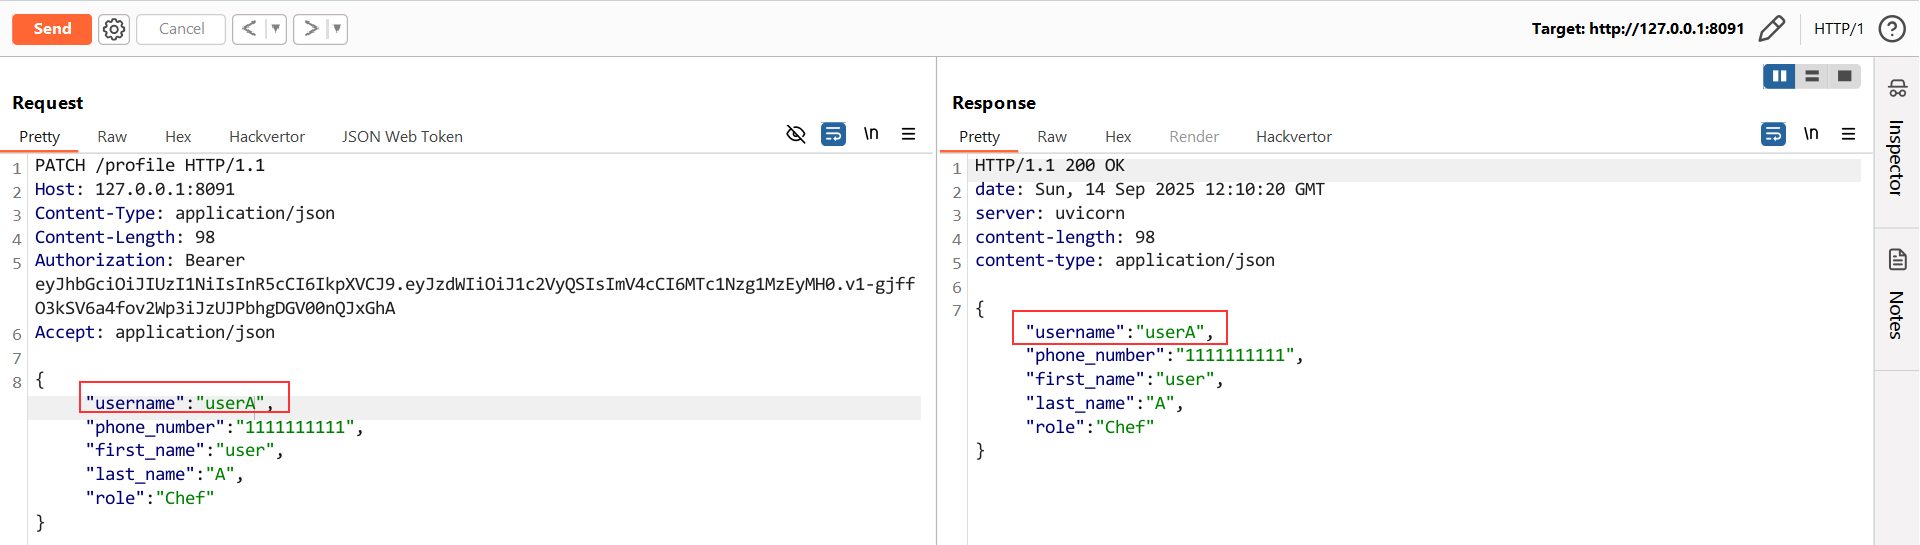 Send
Cancel
< ▼
> ▼
Target: http://127.0.0.1:8091
HTTP/1
?
Request
Pretty
Raw
Hex
Hackvertor
JSON Web Token
\n
1 PATCH /profile HTTP/1.1
2 Host: 127.0.0.1:8091
3 Content-Type: application/json
4 Content-Length: 98
5 Authorization: Bearer
eyJhbGciOiJIUzI1NiIsInR5cCI6IkpXVCJ9.eyJzdWIiOiJ1c2VyQSIsImV4cCI6MTc1Nzg1MzEyMH0.v1-gjff
O3kSV6a4fov2Wp3iJzUJPbhgDGV00nQJxGhA
6 Accept: application/json
7
8 {
"username":"userA",
"phone_number":"1111111111",
"first_name":"user",
"last_name":"A",
"role":"Chef"
}
Response
Pretty
Raw
Hex
Render
Hackvertor
\n
1 HTTP/1.1 200 OK
2 date: Sun, 14 Sep 2025 12:10:20 GMT
3 server: uvicorn
4 content-length: 98
5 content-type: application/json
6
7 {
"username":"userA",
"phone_number":"1111111111",
"first_name":"user",
"last_name":"A",
"role":"Chef"
}
Inspector
Notes